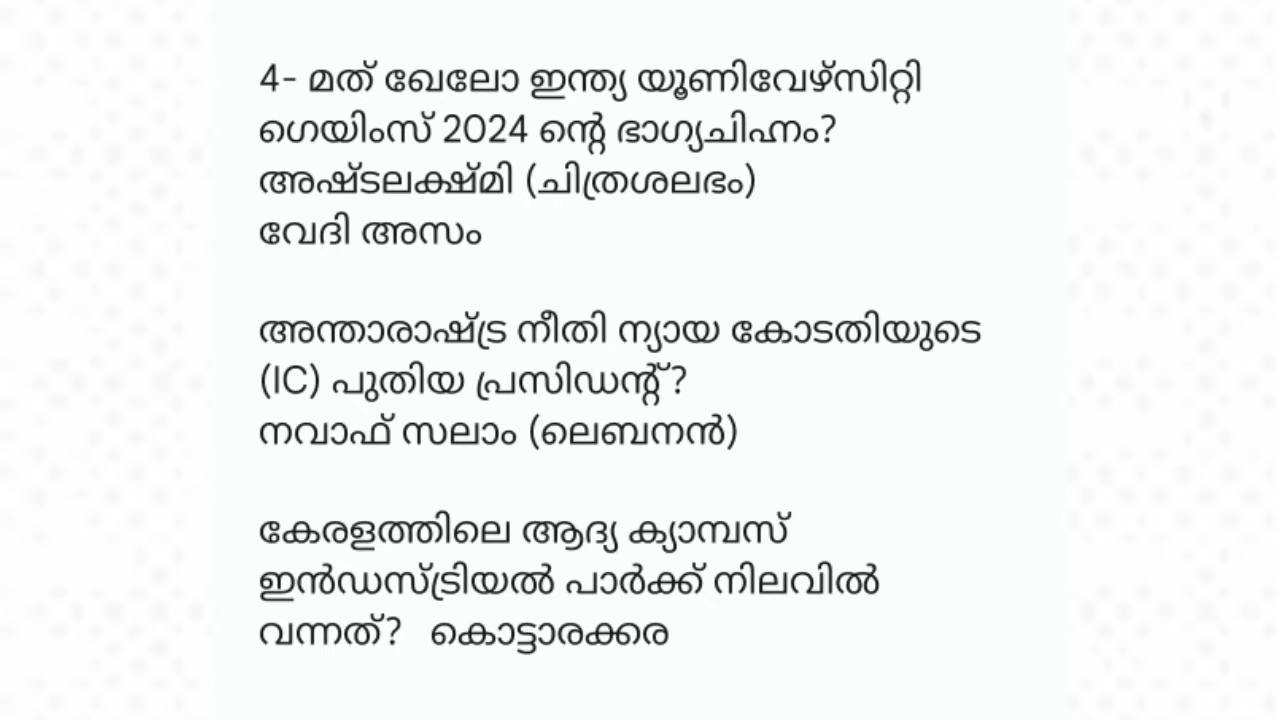 4- മത് ഖേലോ ഇന്ത്യ യൂണിവേഴ്സിറ്റി
ഗെയിംസ് 2024 ന്റെ ഭാഗ്യചിഹ്നം?
അഷ്ടലക്ഷ്മി (ചിത്രശലഭം)
വേദി അസം
അന്താരാഷ്ട്ര നീതി ന്യായ കോടതിയുടെ
(IC) പുതിയ പ്രസിഡന്റ്?
നവാഫ് സലാം (ലെബനൻ)
കേരളത്തിലെ ആദ്യ ക്യാമ്പസ്
ഇൻഡസ്ട്രിയൽ പാർക്ക് നിലവിൽ
വന്നത്? കൊട്ടാരക്കര